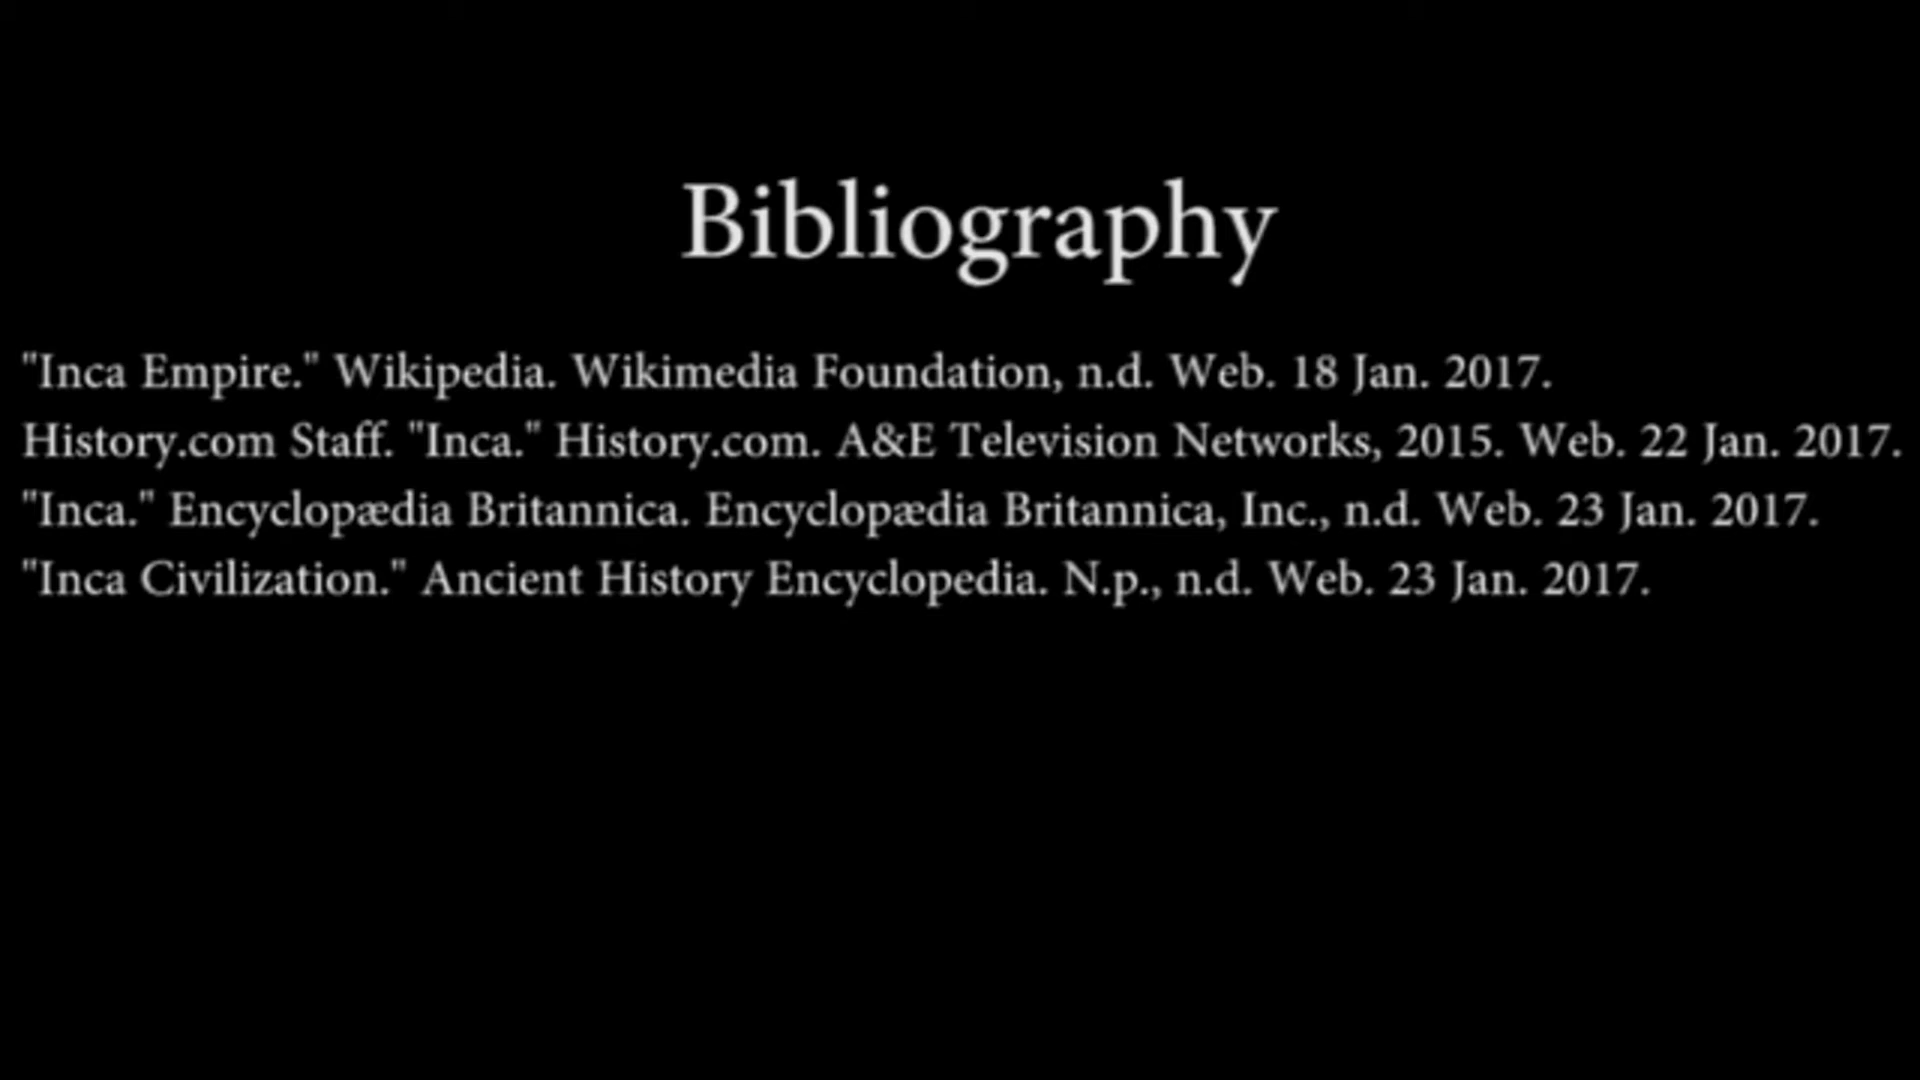 Bibliography
"Inca Empire." Wikipedia. Wikimedia Foundation, n.d. Web. 18 Jan. 2017.
History.com Staff. "Inca." History.com. A&E Television Networks, 2015. Web. 22 Jan. 2017.
"Inca." Encyclopædia Britannica. Encyclopædia Britannica, Inc., n.d. Web. 23 Jan. 2017.
"Inca Civilization." Ancient History Encyclopedia. N.p., n.d. Web. 23 Jan. 2017.